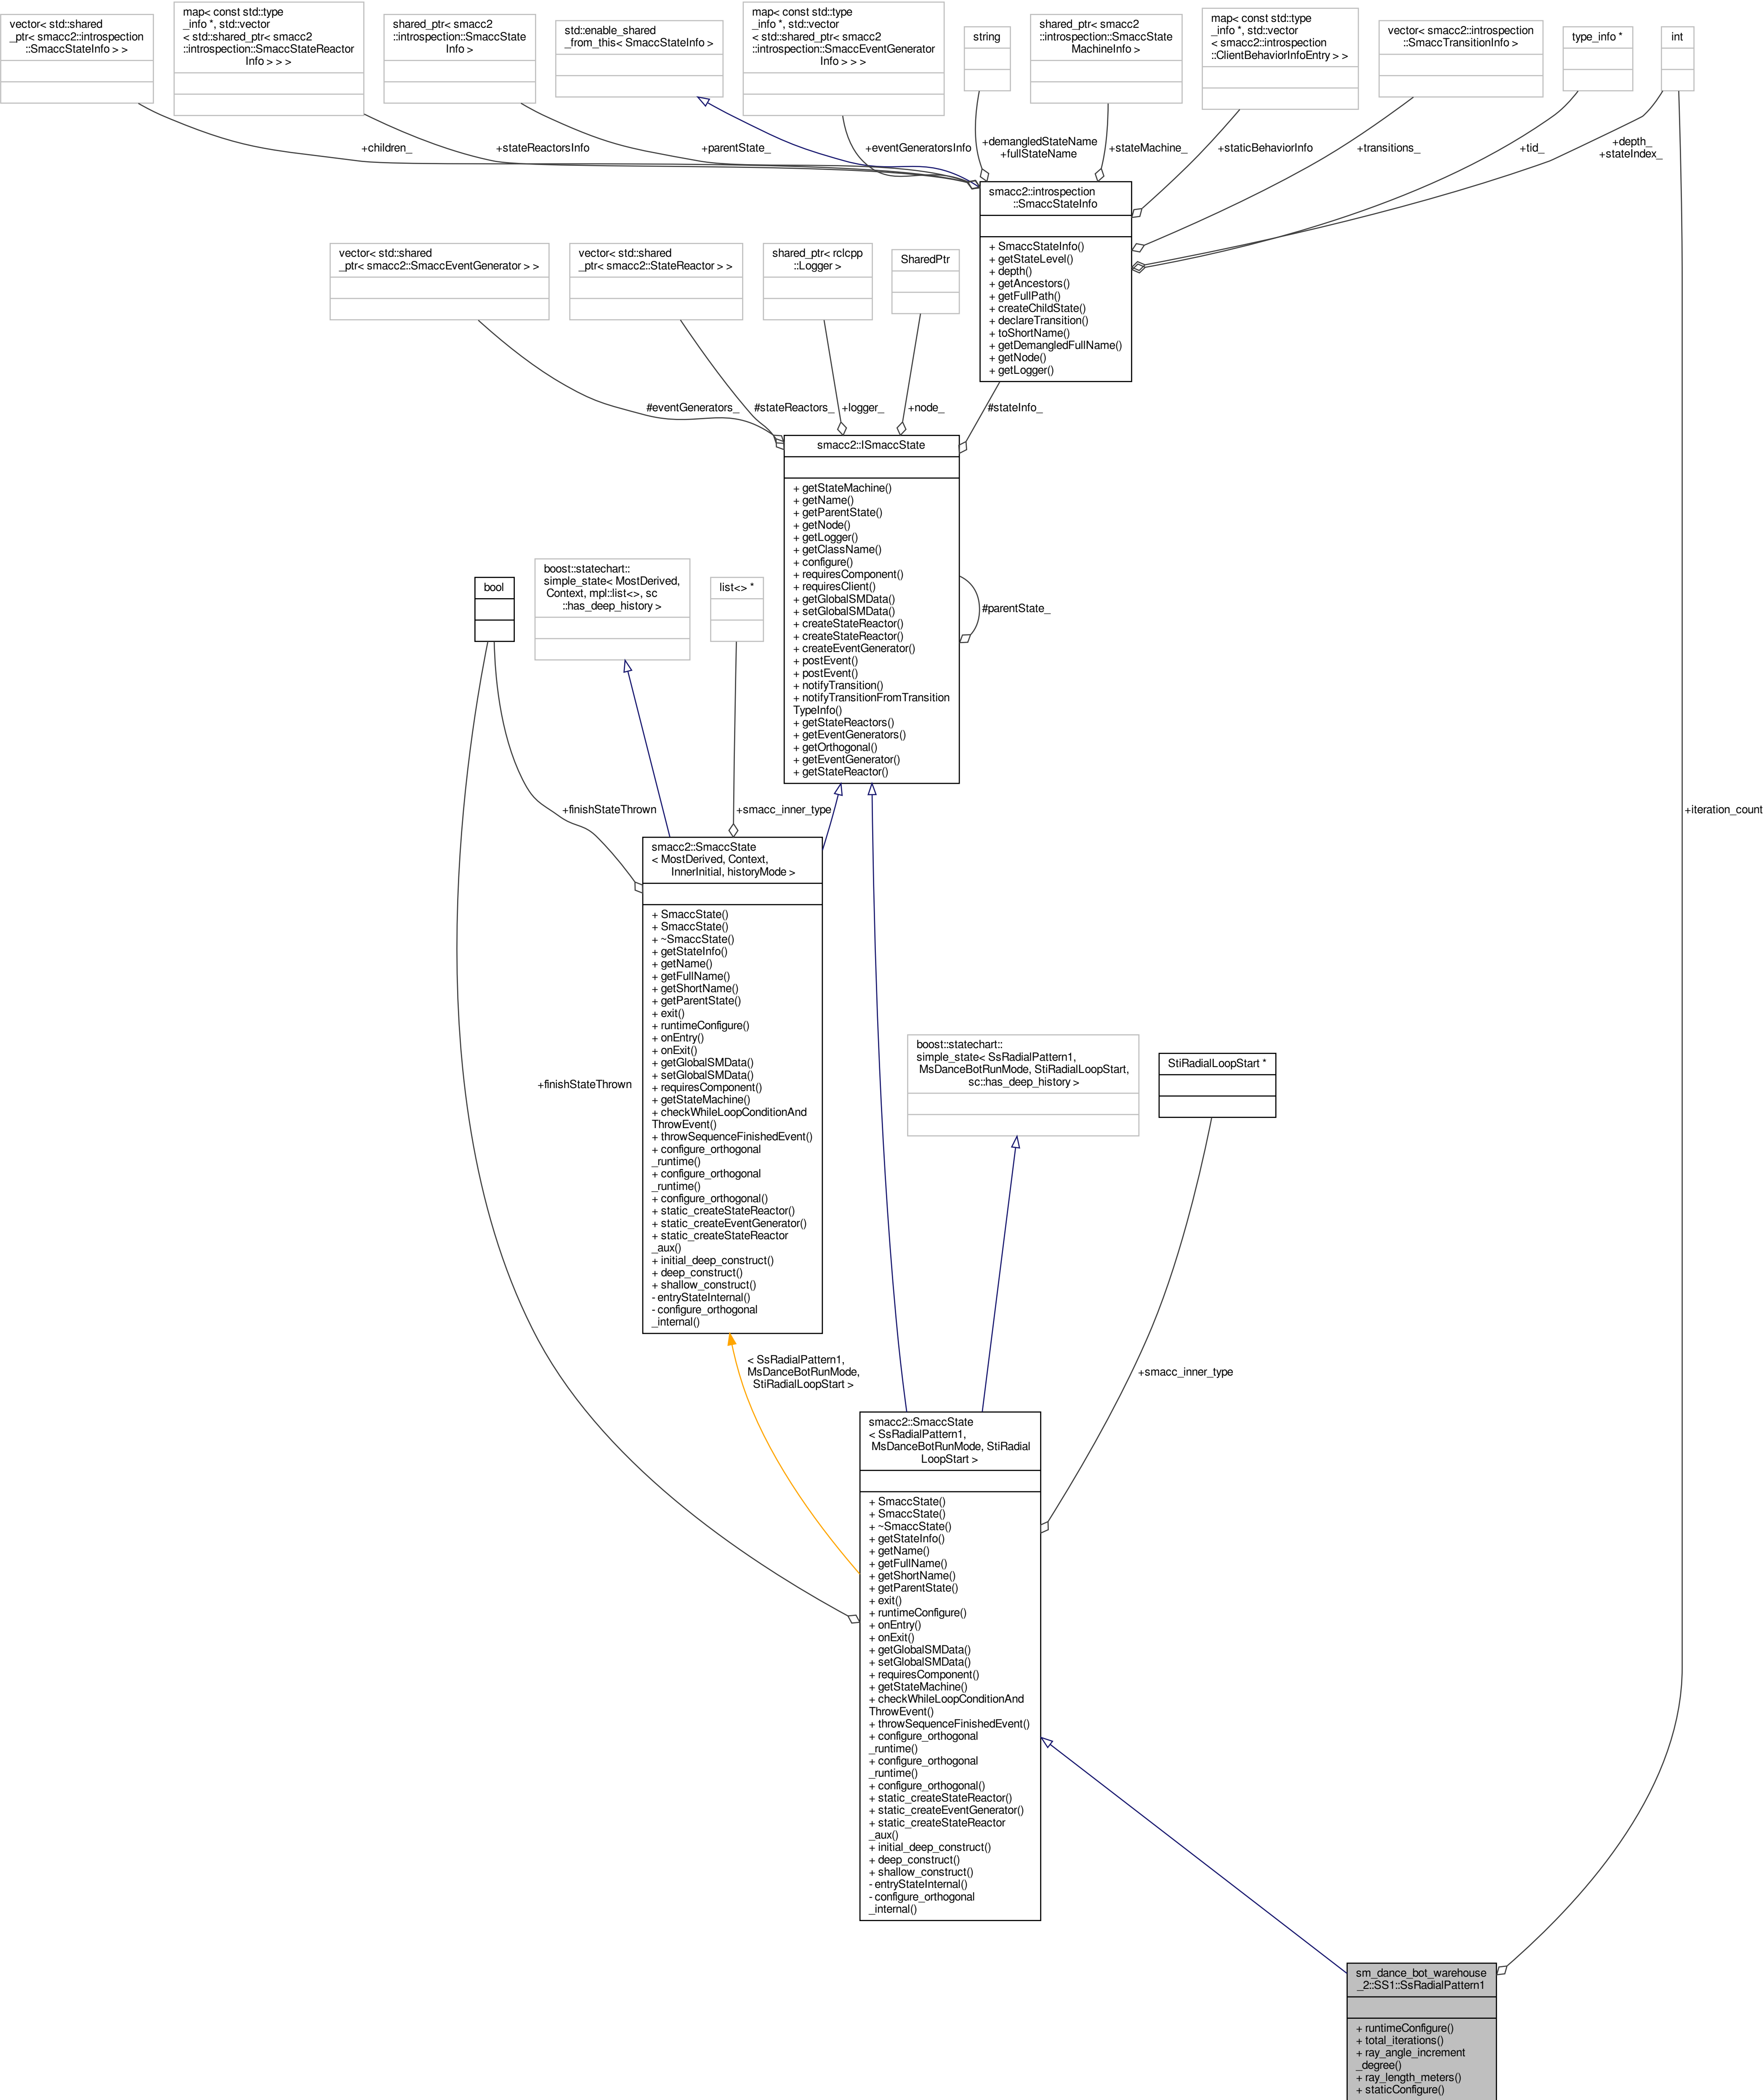 vector< std::shared
_ptr< smacc2::introspection
::SmaccStateInfo > >
map< const std::type
_info *, std::vector
< std::shared_ptr< smacc2
::introspection::SmaccStateReactor
Info > > >
shared_ptr< smacc2
::introspection::SmaccState
Info >
std::enable_shared
_from_this< SmaccStateInfo >
map< const std::type
_info *, std::vector
< std::shared_ptr< smacc2
::introspection::SmaccEventGenerator
Info > > >
string
shared_ptr< smacc2
::introspection::SmaccState
MachineInfo >
map< const std::type
_info *, std::vector
< smacc2::introspection
::ClientBehaviorInfoEntry > >
vector< smacc2::introspection
::SmaccTransitionInfo >
type_info *
int
+children_
+stateReactorsInfo
+parentState_
+eventGeneratorsInfo
+demangledStateName
+fullStateName
+stateMachine_
+staticBehaviorInfo
+transitions_
+tid_
+depth_
+stateIndex_
smacc2::introspection
::SmaccStateInfo
+ SmaccStateInfo()
+ getStateLevel()
+ depth()
+ getAncestors()
+ getFullPath()
+ createChildState()
+ declareTransition()
+ toShortName()
+ getDemangledFullName()
+ getNode()
+ getLogger()
vector< std::shared
_ptr< smacc2::SmaccEventGenerator > >
vector< std::shared
_ptr< smacc2::StateReactor > >
shared_ptr< rclcpp
::Logger >
SharedPtr
#eventGenerators_
#stateReactors_
+logger_
+node_
#stateInfo_
smacc2::ISmaccState
+ getStateMachine()
+ getName()
+ getParentState()
+ getNode()
+ getLogger()
+ getClassName()
+ configure()
+ requiresComponent()
+ requiresClient()
+ getGlobalSMData()
+ setGlobalSMData()
+ createStateReactor()
+ createStateReactor()
+ createEventGenerator()
+ postEvent()
+ postEvent()
+ notifyTransition()
+ notifyTransitionFromTransition
TypeInfo()
+ getStateReactors()
+ getEventGenerators()
+ getOrthogonal()
+ getEventGenerator()
+ getStateReactor()
#parentState_
bool
boost::statechart::
simple_state< MostDerived,
Context, mpl::list<>, sc
::has_deep_history >
list<> *
+finishStateThrown
+smacc_inner_type
+iteration_count
smacc2::SmaccState
< MostDerived, Context,
InnerInitial, historyMode >
+ SmaccState()
+ SmaccState()
+ ~SmaccState()
+ getStateInfo()
+ getName()
+ getFullName()
+ getShortName()
+ getParentState()
+ exit()
+ runtimeConfigure()
+ onEntry()
+ onExit()
+ getGlobalSMData()
+ setGlobalSMData()
+ requiresComponent()
+ getStateMachine()
+ checkWhileLoopConditionAnd
ThrowEvent()
+ throwSequenceFinishedEvent()
+ configure_orthogonal
_runtime()
+ configure_orthogonal
_runtime()
+ configure_orthogonal()
+ static_createStateReactor()
+ static_createEventGenerator()
+ static_createStateReactor
_aux()
+ initial_deep_construct()
+ deep_construct()
+ shallow_construct()
- entryStateInternal()
- configure_orthogonal
_internal()
+finishStateThrown
boost::statechart::
simple_state< SsRadialPattern1,
MsDanceBotRunMode, StiRadialLoopStart,
sc::has_deep_history >
StiRadialLoopStart *
< SsRadialPattern1,
MsDanceBotRunMode,
StiRadialLoopStart >
+smacc_inner_type
smacc2::SmaccState
< SsRadialPattern1,
MsDanceBotRunMode, StiRadial
LoopStart >
+ SmaccState()
+ SmaccState()
+ ~SmaccState()
+ getStateInfo()
+ getName()
+ getFullName()
+ getShortName()
+ getParentState()
+ exit()
+ runtimeConfigure()
+ onEntry()
+ onExit()
+ getGlobalSMData()
+ setGlobalSMData()
+ requiresComponent()
+ getStateMachine()
+ checkWhileLoopConditionAnd
ThrowEvent()
+ throwSequenceFinishedEvent()
+ configure_orthogonal
_runtime()
+ configure_orthogonal
_runtime()
+ configure_orthogonal()
+ static_createStateReactor()
+ static_createEventGenerator()
+ static_createStateReactor
_aux()
+ initial_deep_construct()
+ deep_construct()
+ shallow_construct()
- entryStateInternal()
- configure_orthogonal
_internal()
sm_dance_bot_warehouse
_2::SS1::SsRadialPattern1
+ runtimeConfigure()
+ total_iterations()
+ ray_angle_increment
_degree()
+ ray_length_meters()
+ staticConfigure()